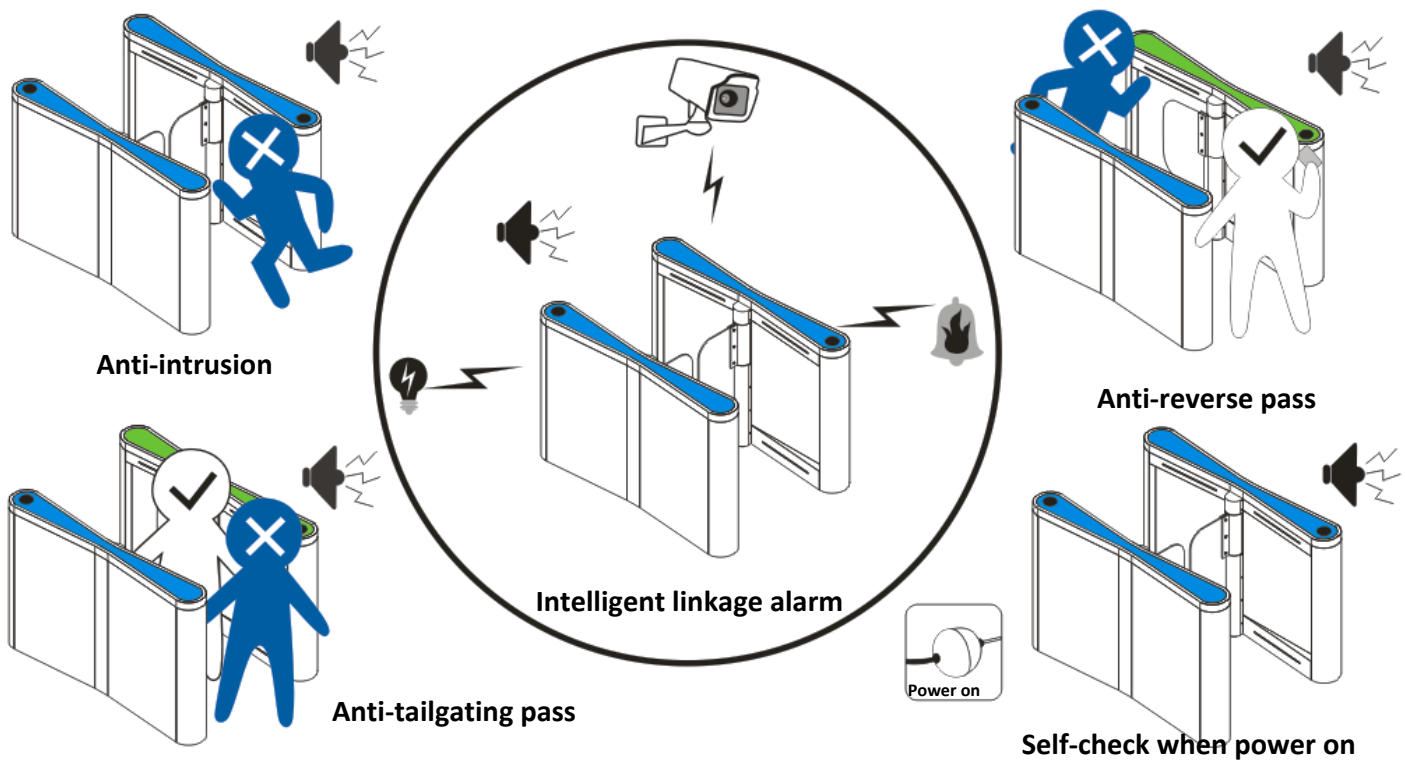 Anti-intrusion
Anti-reverse pass
Intelligent linkage alarm
Power on
Anti-tailgating pass
Self-check when power on